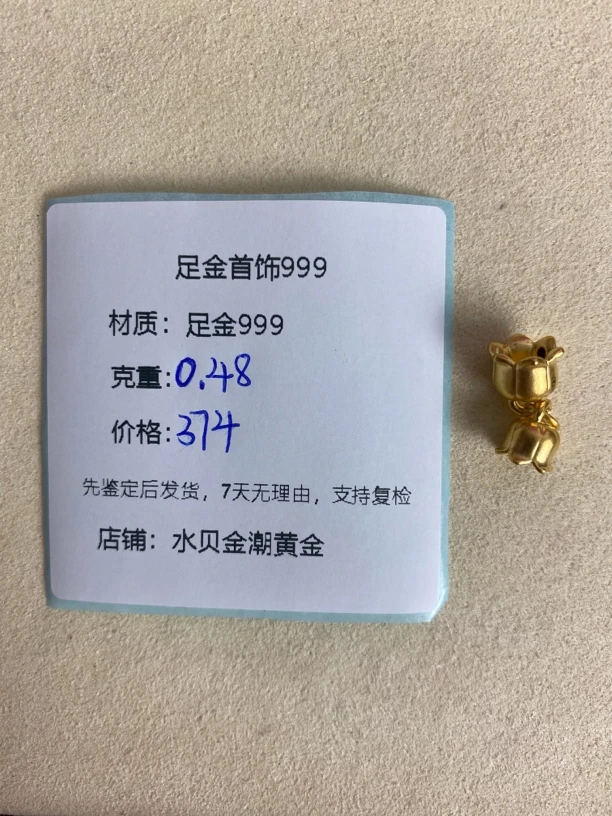 足金首饰999
材质：足金999
克重:0.48
价格:374
先鉴定后发货，7天无理由，支持复检
店铺：水贝金潮黄金